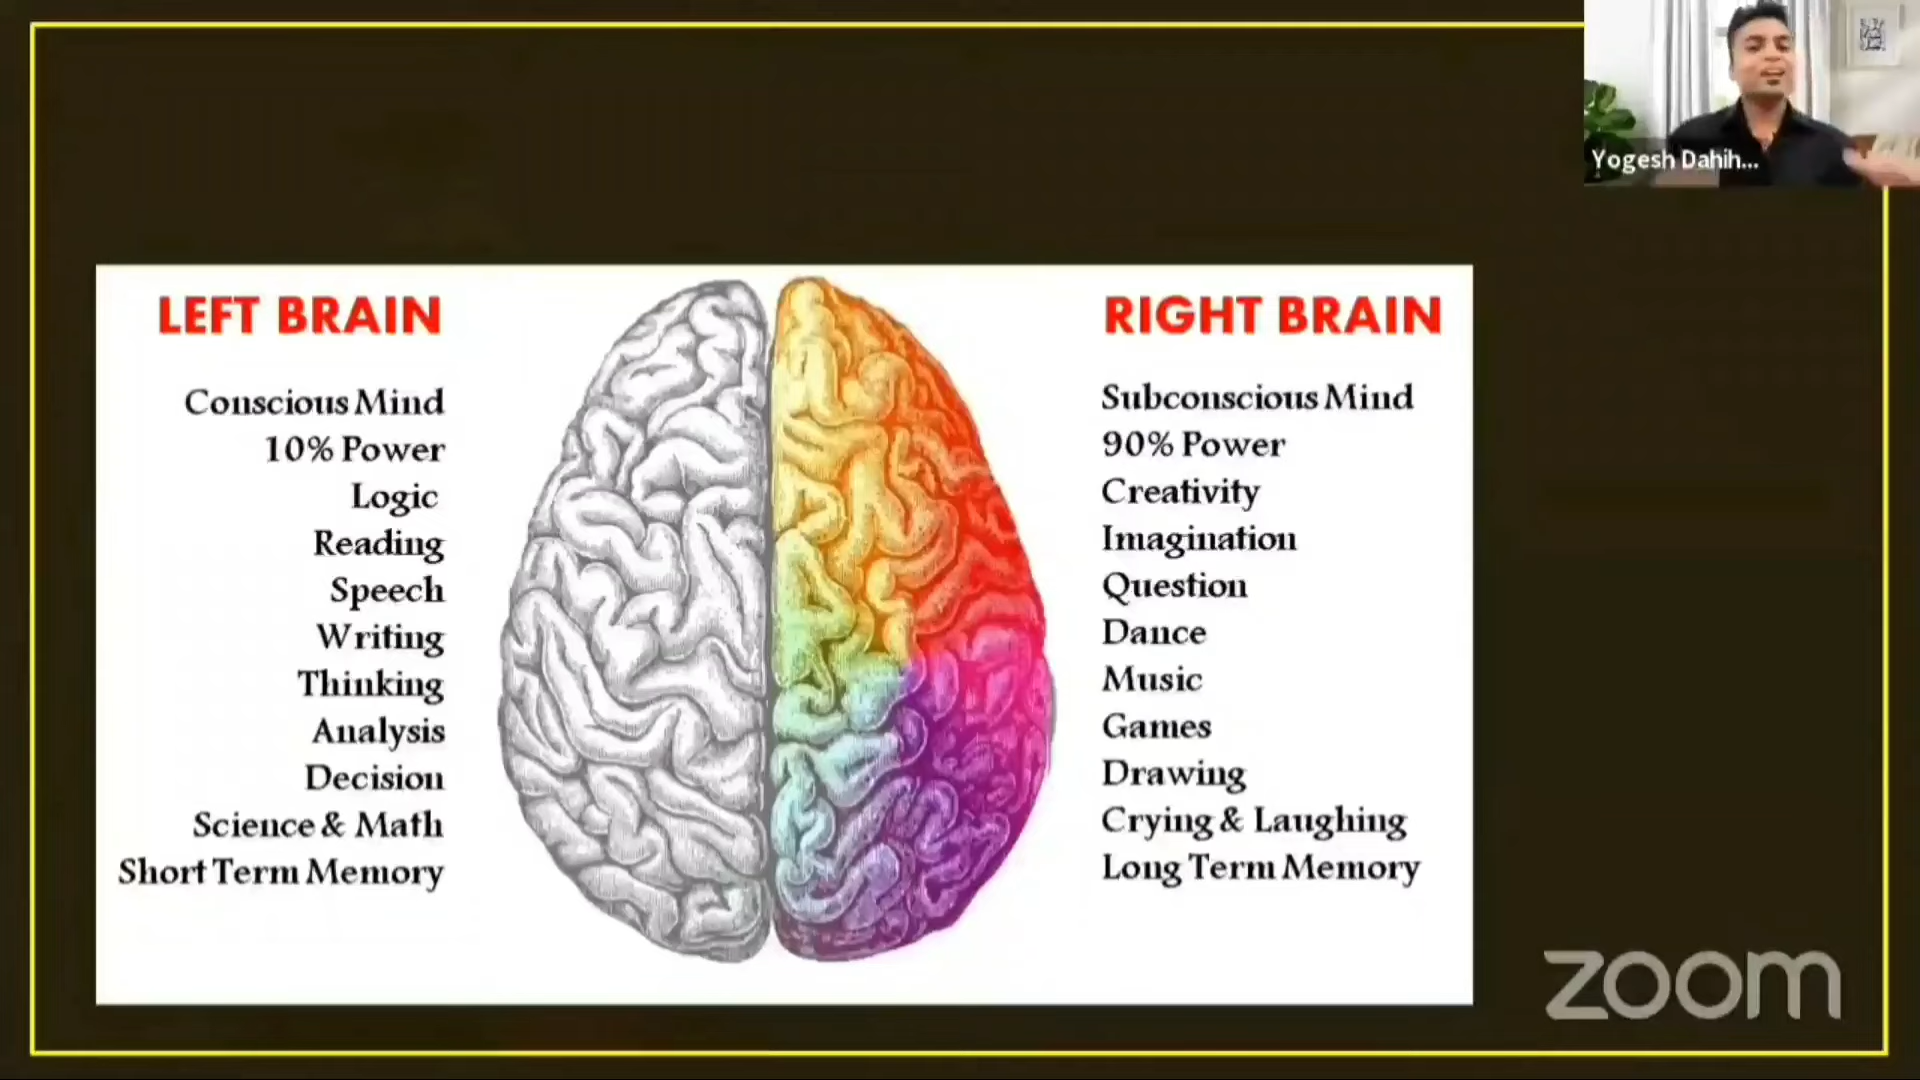 Yogesh Dahih...
LEFT BRAIN
Conscious Mind
10% Power
Logic
Reading
Speech
Writing
Thinking
Analysis
Decision
Science & Math
Short Term Memory
RIGHT BRAIN
Subconscious Mind
90% Power
Creativity
Imagination
Question
Dance
Music
Games
Drawing
Crying & Laughing
Long Term Memory
zoom